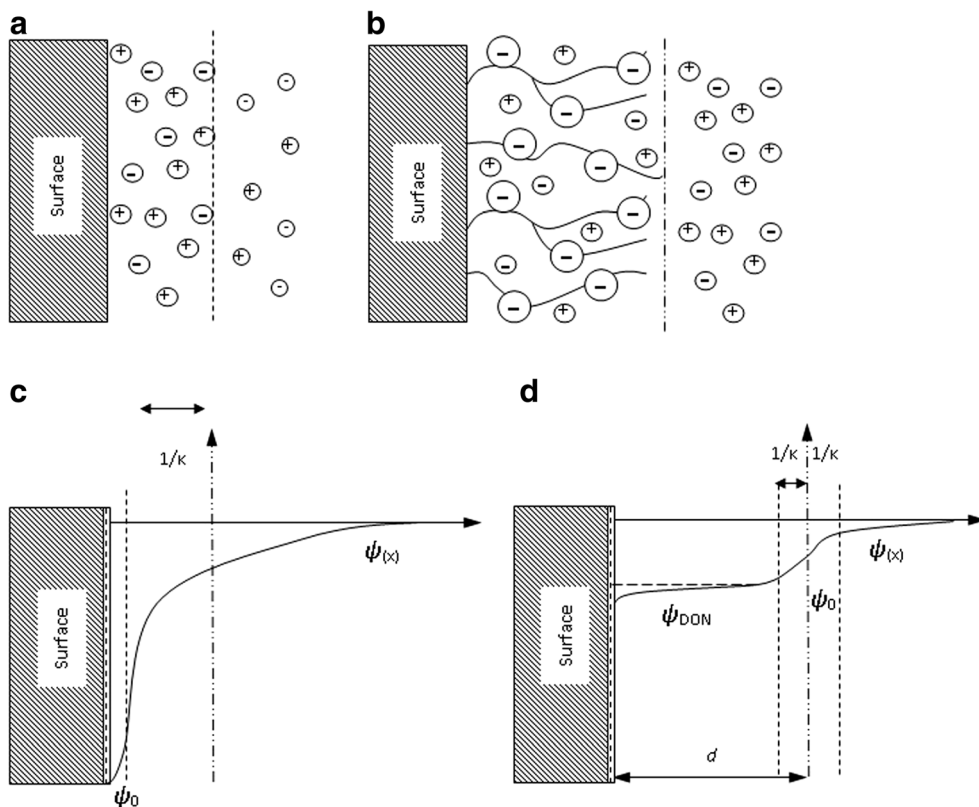 a
b
Surface
Surface
c
d
1/κ
1/κ
1/κ
Surface
ψ(x)
ψ0
Surface
ψDON
ψ0
ψ(x)
d